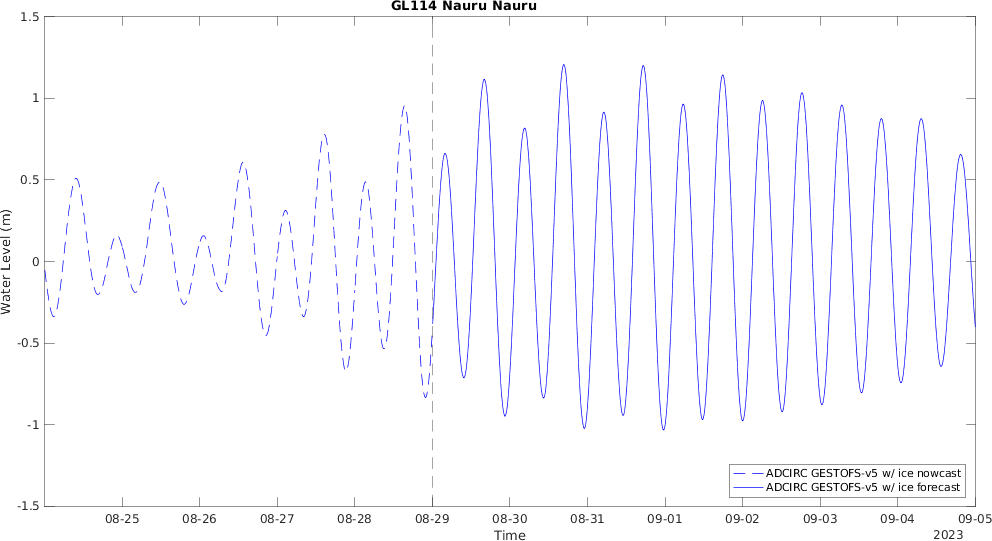 GL114 Nauru Nauru
1.5
1
0.5
0
-0.5
-1
-1.5
Water Level (m)
ADCIRC GESTOFS-v5 w/ ice nowcast
ADCIRC GESTOFS-v5 w/ ice forecast
08-25 08-26 08-27 08-28 08-29 08-30 08-31 09-01 09-02 09-03 09-04 09-05
Time
2023